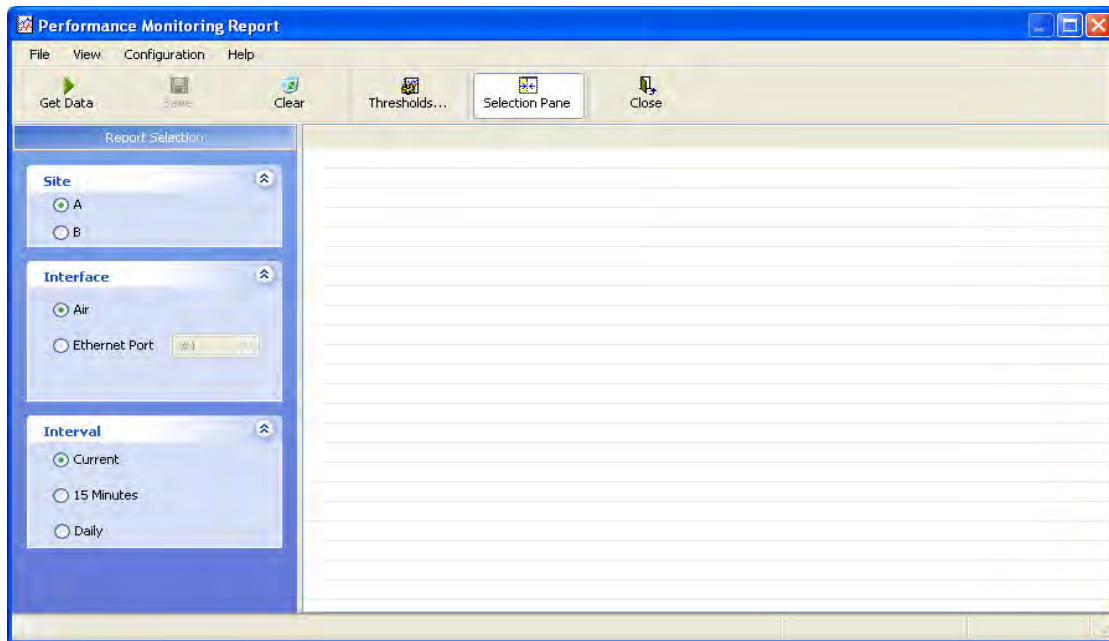 Performance Monitoring Report
File View Configuration Help
Get Data Save Clear Thresholds... Selection Pane Close
Report Selection
Site
A
B
Interface
Air
Ethernet Port #1
Interval
Current
15 Minutes
Daily